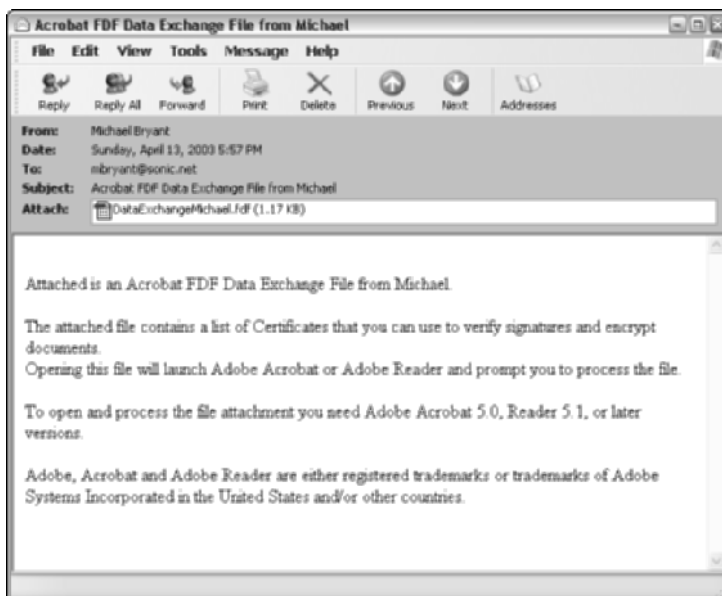 Acrobat FDF Data Exchange File from Michael
File Edit View Tools Message Help
Reply Reply All Forward Print Delete Previous Next Addresses
From: Michael Bryant
Date: Sunday, April 13, 2003 5:57 PM
To: mbryant@sonic.net
Subject: Acrobat FDF Data Exchange File from Michael
Attach: DataExchangeMichael.fdf (1.17 KB)
Attached is an Acrobat FDF Data Exchange File from Michael.
The attached file contains a list of Certificates that you can use to verify signatures and encrypt
documents.
Opening this file will launch Adobe Acrobat or Adobe Reader and prompt you to process the file.
To open and process the file attachment you need Adobe Acrobat 5.0, Reader 5.1, or later
versions.
Adobe, Acrobat and Adobe Reader are either registered trademarks or trademarks of Adobe
Systems Incorporated in the United States and/or other countries.